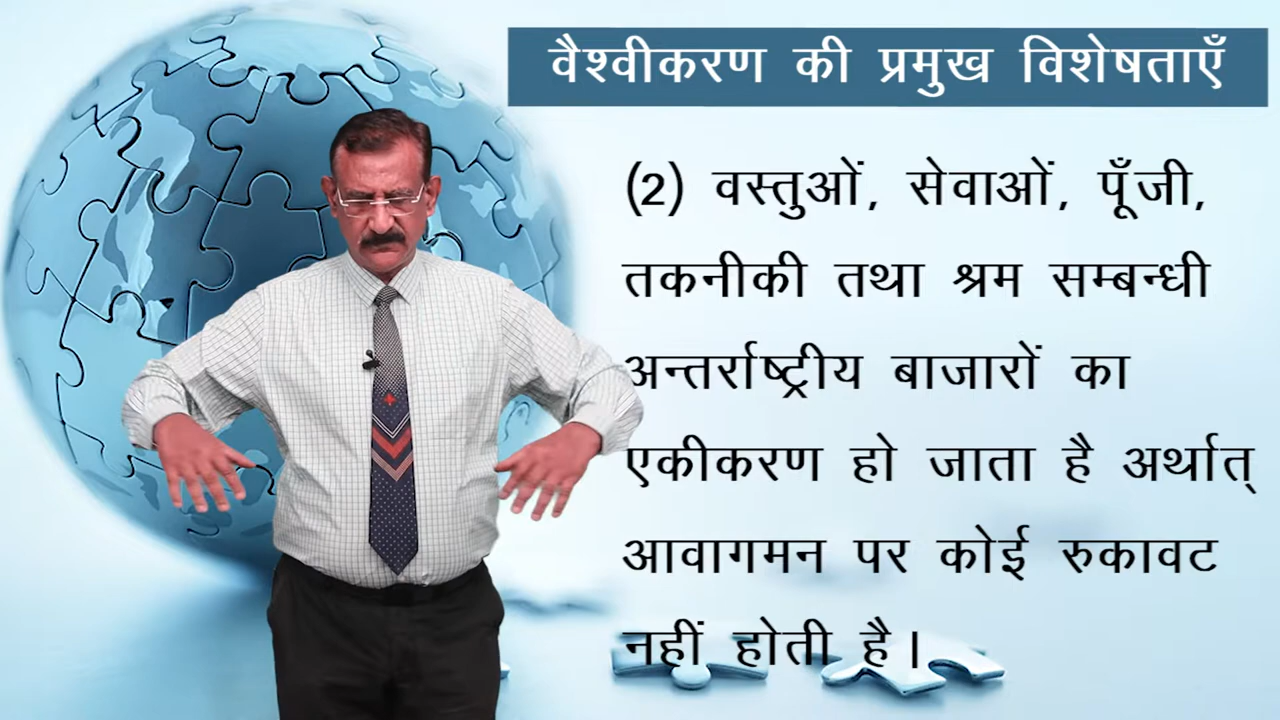 वैश्वीकरण की प्रमुख विशेषताएँ
(2) वस्तुओं, सेवाओं, पूँजी,
तकनीकी तथा श्रम सम्बन्धी
अन्तर्राष्ट्रीय बाजारों का
एकीकरण हो जाता है अर्थात्
आवागमन पर कोई रुकावट
नहीं होती है।